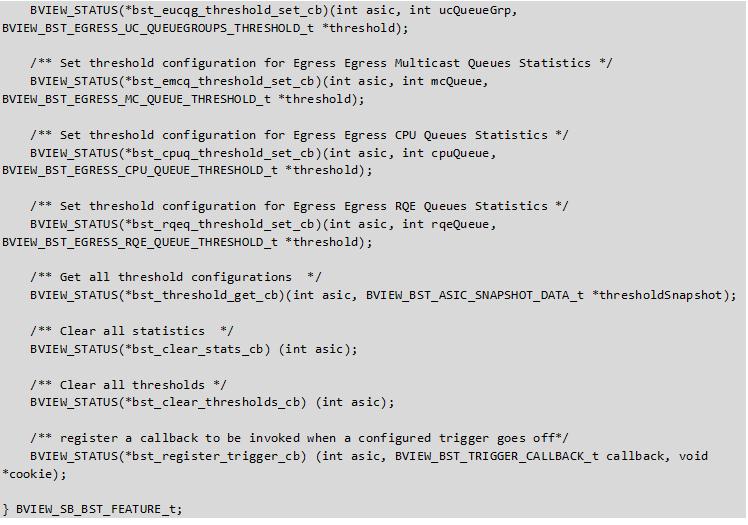 BVIEW_STATUS(*bst_eucqg_threshold_set_cb)(int asic, int ucQueueGrp,
BVIEW_BST_EGRESS_UC_QUEUEGROUPS_THRESHOLD_t *threshold);
/** Set threshold configuration for Egress Egress Multicast Queues Statistics */
BVIEW_STATUS(*bst_emcq_threshold_set_cb)(int asic, int mcQueue,
BVIEW_BST_EGRESS_MC_QUEUE_THRESHOLD_t *threshold);
/** Set threshold configuration for Egress Egress CPU Queues Statistics */
BVIEW_STATUS(*bst_cpuq_threshold_set_cb)(int asic, int cpuQueue,
BVIEW_BST_EGRESS_CPU_QUEUE_THRESHOLD_t *threshold);
/** Set threshold configuration for Egress Egress RQE Queues Statistics */
BVIEW_STATUS(*bst_rqeq_threshold_set_cb)(int asic, int rqeQueue,
BVIEW_BST_EGRESS_RQE_QUEUE_THRESHOLD_t *threshold);
/** Get all threshold configurations  */
BVIEW_STATUS(*bst_threshold_get_cb)(int asic, BVIEW_BST_ASIC_SNAPSHOT_DATA_t *thresholdSnapshot);
/** Clear all statistics  */
BVIEW_STATUS(*bst_clear_stats_cb) (int asic);
/** Clear all thresholds */
BVIEW_STATUS(*bst_clear_thresholds_cb) (int asic);
/** register a callback to be invoked when a configured trigger goes off*/
BVIEW_STATUS(*bst_register_trigger_cb) (int asic, BVIEW_BST_TRIGGER_CALLBACK_t callback, void
*cookie);
} BVIEW_SB_BST_FEATURE_t;